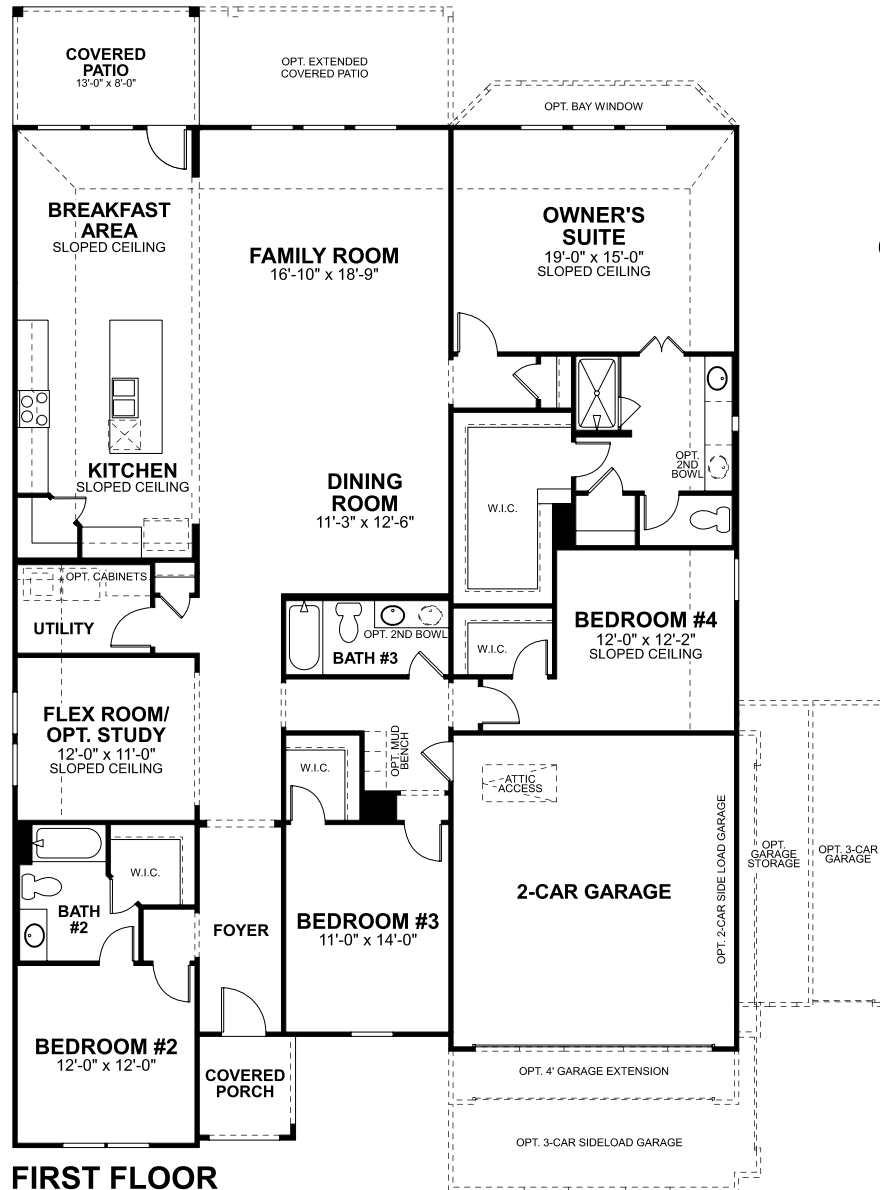 COVERED
PATIO
13'-0" x 8'-0"
OPT. EXTENDED
COVERED PATIO
OPT. BAY WINDOW
BREAKFAST
AREA
SLOPED CEILING
FAMILY ROOM
16'-10" x 18'-9"
OWNER'S
SUITE
19'-0" x 15'-0"
SLOPED CEILING
KITCHEN
SLOPED CEILING
DINING
ROOM
11'-3" x 12'-6"
W.I.C.
OPT.
2ND
BOWL
OPT. CABINETS
UTILITY
OPT. 2ND BOWL
BATH #3
W.I.C.
BEDROOM #4
12'-0" x 12'-2"
SLOPED CEILING
FLEX ROOM/
OPT. STUDY
12'-0" x 11'-0"
SLOPED CEILING
W.I.C.
OPT. MUD
BENCH
ATTIC
ACCESS
OPT. 2-CAR SIDE LOAD GARAGE
OPT.
GARAGE
STORAGE
OPT. 3-CAR
GARAGE
W.I.C.
BATH
#2
FOYER
BEDROOM #3
11'-0" x 14'-0"
2-CAR GARAGE
BEDROOM #2
12'-0" x 12'-0"
COVERED
PORCH
OPT. 4' GARAGE EXTENSION
OPT. 3-CAR SIDELOAD GARAGE
FIRST FLOOR